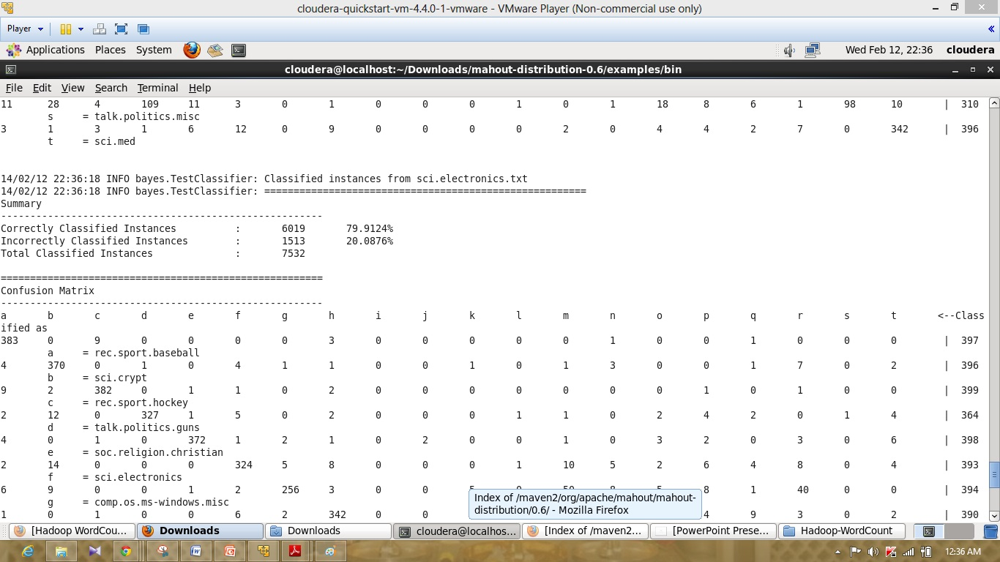 cloudera-quickstart-vm-4.4.0-1-vmware - VMware Player (Non-commercial use only)
Player
Applications Places System Wed Feb 12, 22:36 cloudera
cloudera@localhost:~/Downloads/mahout-distribution-0.6/examples/bin
File Edit View Search Terminal Help
11 28 4 109 11 3 0 1 0 0 0 1 0 1 18 8 6 1 98 10 | 310
s = talk.politics.misc
3 1 3 1 6 12 0 9 0 0 0 0 2 0 4 4 2 7 0 342 | 396
t = sci.med
14/02/12 22:36:18 INFO bayes.TestClassifier: Classified instances from sci.electronics.txt
14/02/12 22:36:18 INFO bayes.TestClassifier: =======================================================
Summary
-------------------------------------------------------
Correctly Classified Instances : 6019 79.9124%
Incorrectly Classified Instances : 1513 20.0876%
Total Classified Instances : 7532
=======================================================
Confusion Matrix
-------------------------------------------------------
a b c d e f g h i j k l m n o p q r s t <--Class
ified as
383 0 9 0 0 0 0 3 0 0 0 0 0 1 0 0 1 0 0 0 | 397
a = rec.sport.baseball
4 370 0 1 0 4 1 1 0 0 1 0 1 3 0 0 1 7 0 2 | 396
b = sci.crypt
9 2 382 0 1 1 0 2 0 0 0 0 0 0 0 1 0 1 0 0 | 399
c = rec.sport.hockey
2 12 0 327 1 5 0 2 0 0 0 1 1 0 2 4 2 0 1 4 | 364
d = talk.politics.guns
4 0 1 0 372 1 2 1 0 2 0 0 1 0 3 2 0 3 0 6 | 398
e = soc.religion.christian
2 14 0 0 0 324 5 8 0 0 0 1 10 5 2 6 4 8 0 4 | 393
f = sci.electronics
6 9 0 0 1 2 256 3 0 0 8 1 40 0 0 | 394
g = comp.os.ms-windows.misc
1 0 1 0 0 6 2 342 0 0 4 9 3 0 2 | 390
Index of /maven2/org/apache/mahout/mahout-
distribution/0.6/ - Mozilla Firefox
[Hadoop WordCou... Downloads Downloads cloudera@localhos... [Index of /maven2... [PowerPoint Prese... Hadoop-WordCount
12:36 AM